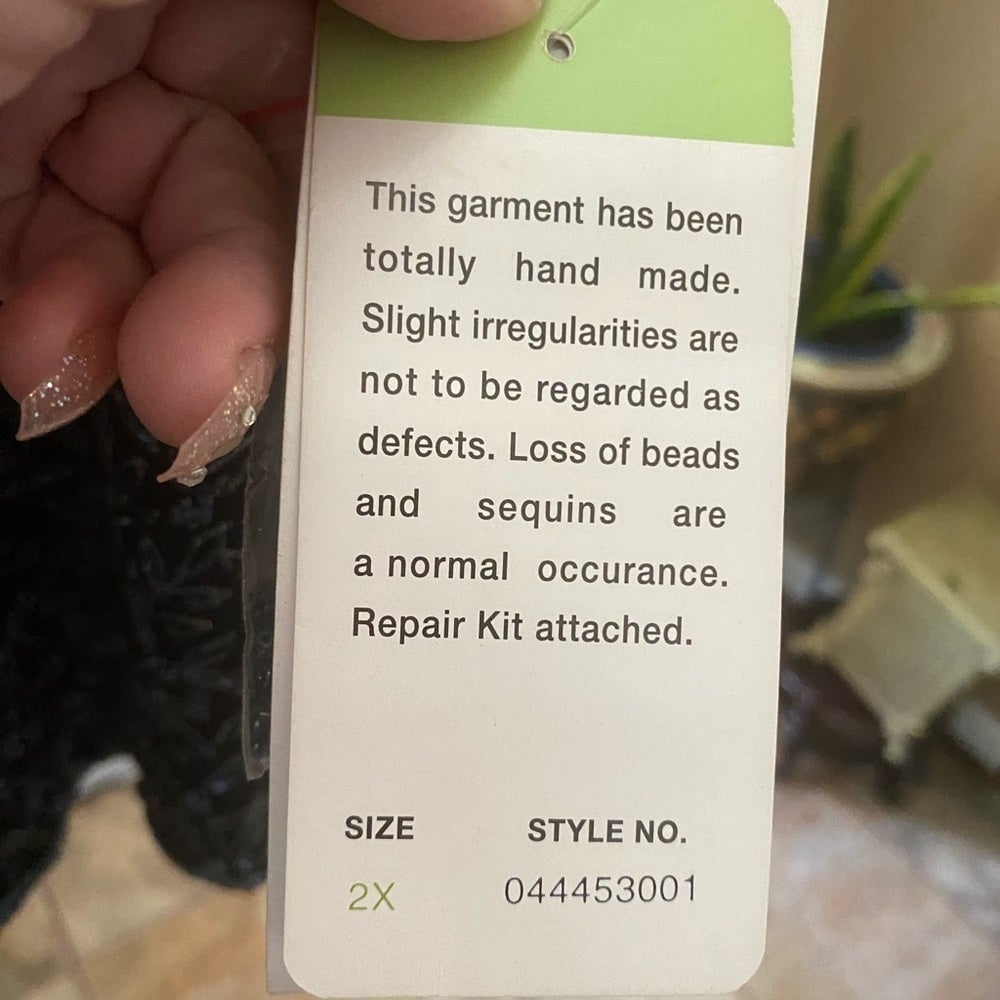 This garment has been
totally hand made.
Slight irregularities are
not to be regarded as
defects. Loss of beads
and sequins are
a normal occurance.
Repair Kit attached.
SIZE STYLE NO.
2X 044453001